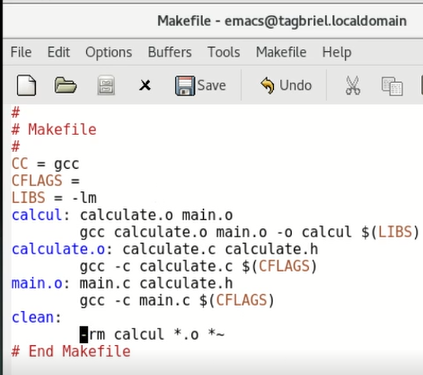 Makefile - emacs@tagbriel.localdomain
File Edit Options Buffers Tools Makefile Help
Save Undo
#
# Makefile
#
CC = gcc
CFLAGS =
LIBS = -lm
calcul: calculate.o main.o
	gcc calculate.o main.o -o calcul $(LIBS)
calculate.o: calculate.c calculate.h
	gcc -c calculate.c $(CFLAGS)
main.o: main.c calculate.h
	gcc -c main.c $(CFLAGS)
clean:
	-rm calcul *.o *~
# End Makefile